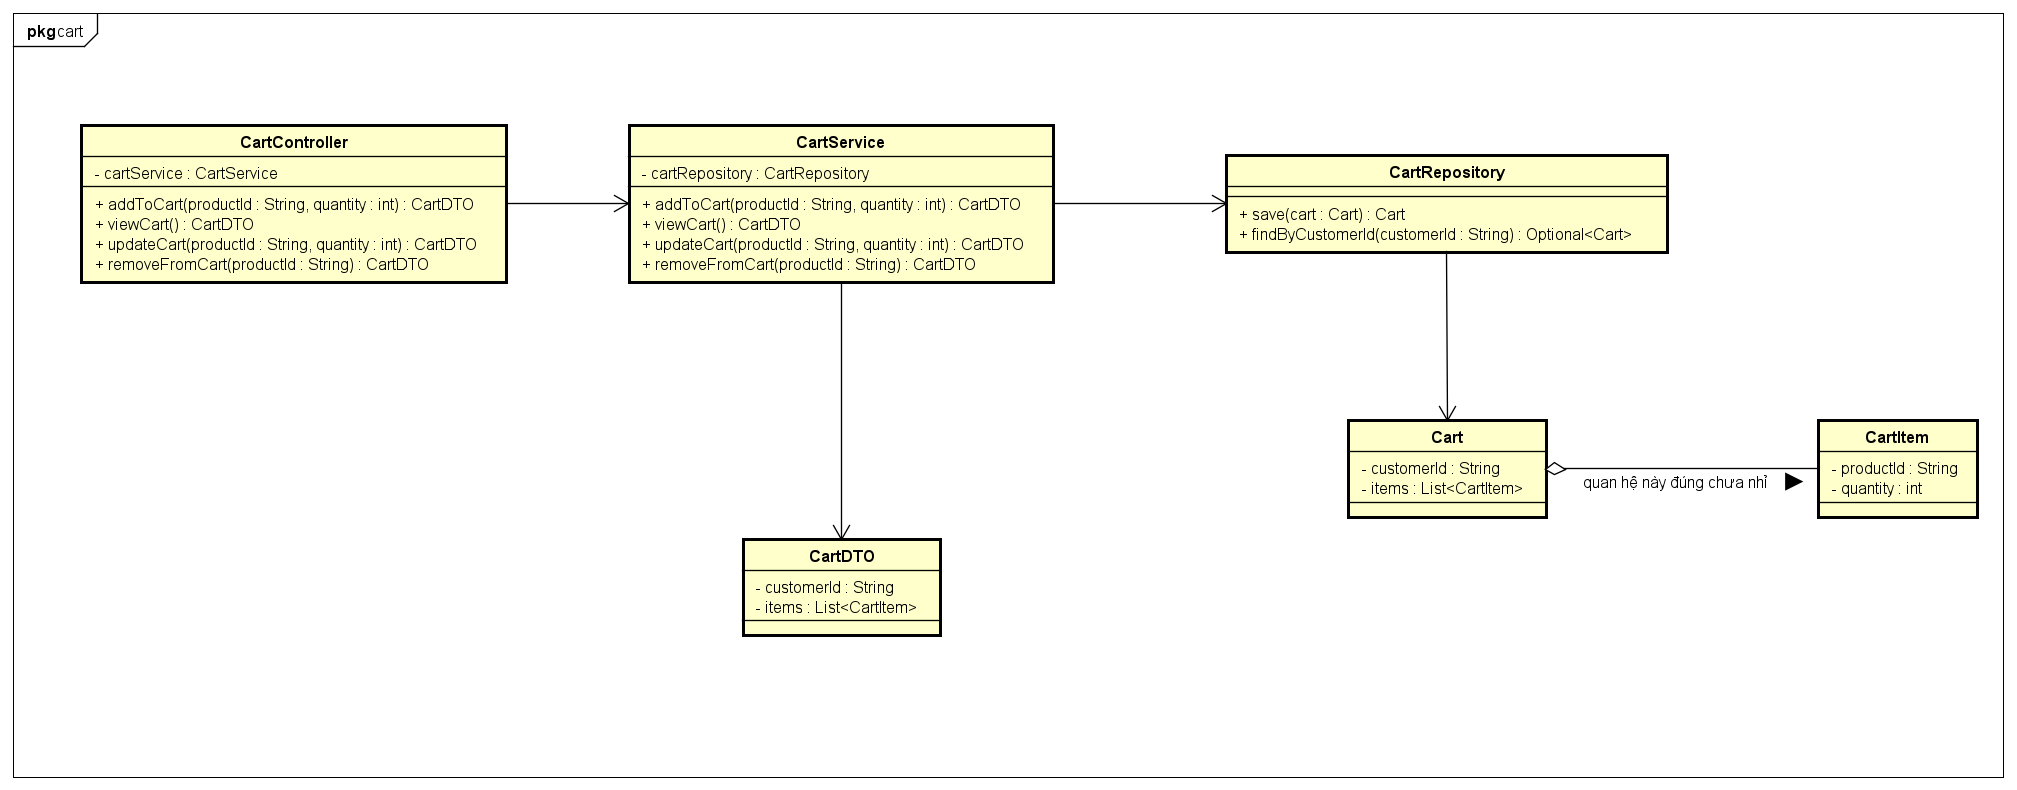 pkg cart
CartController
- cartService : CartService
+ addToCart(productId : String, quantity : int) : CartDTO
+ viewCart() : CartDTO
+ updateCart(productId : String, quantity : int) : CartDTO
+ removeFromCart(productId : String) : CartDTO
CartService
- cartRepository : CartRepository
+ addToCart(productId : String, quantity : int) : CartDTO
+ viewCart() : CartDTO
+ updateCart(productId : String, quantity : int) : CartDTO
+ removeFromCart(productId : String) : CartDTO
CartRepository
+ save(cart : Cart) : Cart
+ findByCustomerId(customerId : String) : Optional<Cart>
Cart
- customerId : String
- items : List<CartItem>
quan hệ này đúng chưa nhỉ
CartItem
- productId : String
- quantity : int
CartDTO
- customerId : String
- items : List<CartItem>